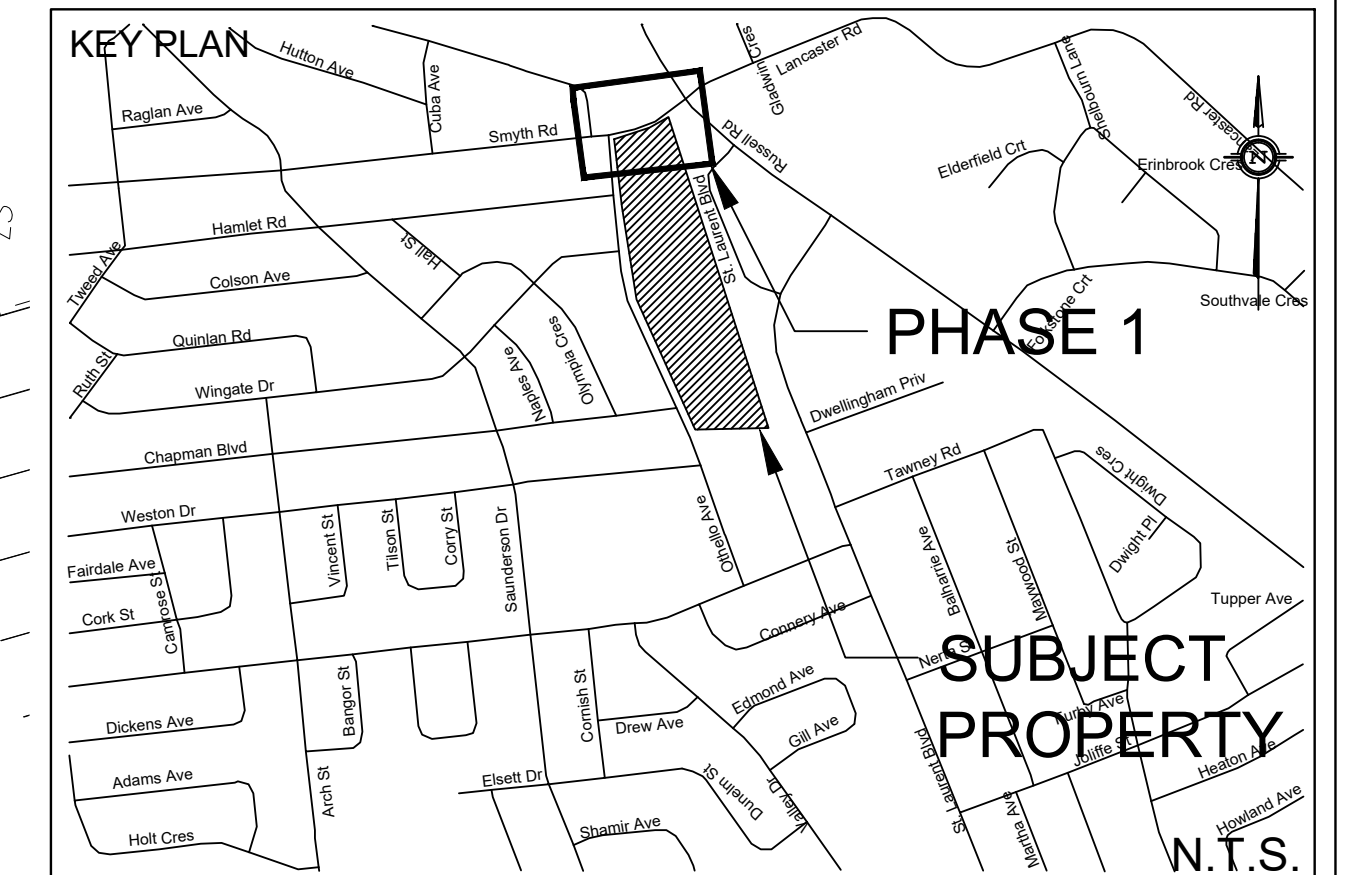 KEY PLAN
Hutton Ave
Cuba Ave
Raglan Ave
Smyth Rd
Gladwin Cres
Lancaster Rd
Shelbourn Lane
Lancaster Rd
Russell Rd
Elderfield Crt
Erinbrook Cres
N
Hamlet Rd
Hall St
St. Laurent Blvd
Tweed Ave
Colson Ave
Southvale Cres
Folkstone Crt
PHASE 1
Quinlan Rd
Ruth St
Wingate Dr
Naples Ave
Olympia Cres
Dwellingham Priv
Chapman Blvd
Tawney Rd
Dwight Cres
Weston Dr
Vincent St
Tilson St
Corry St
Saunderson Dr
Othello Ave
Balharrie Ave
Maywood St
Dwight Pl
Fairdale Ave
Camrose St
Cork St
Connery Ave
Tupper Ave
SUBJECT
PROPERTY
Bangor St
Cornish St
Edmond Ave
Dickens Ave
Drew Ave
Gill Ave
Joliffe St
Heaton Ave
Adams Ave
Arch St
Elsett Dr
Dunelm St
Valley Dr
St. Laurent Blvd
Martha Ave
Howland Ave
Holt Cres
Shamir Ave
N.T.S.